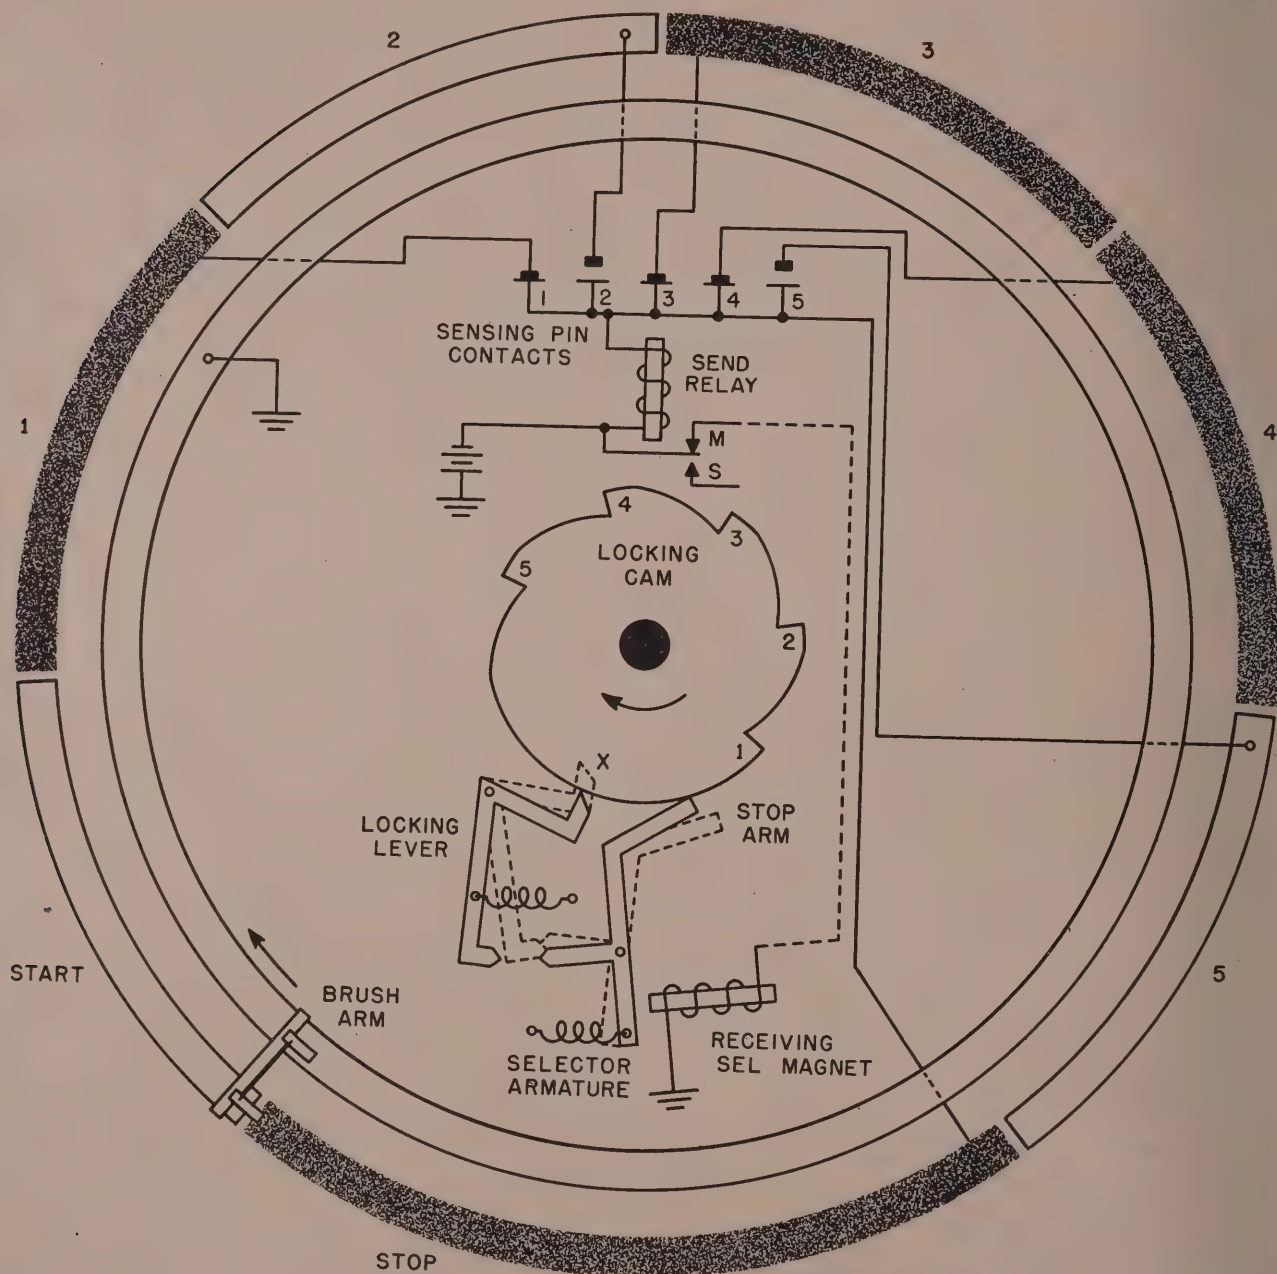 2
3
1
4
1 2 3 4 5
SENSING PIN
CONTACTS
SEND
RELAY
M
S
4
3
5
LOCKING
CAM
2
1
X
STOP
ARM
LOCKING
LEVER
START
BRUSH
ARM
5
RECEIVING
SEL MAGNET
SELECTOR
ARMATURE
STOP